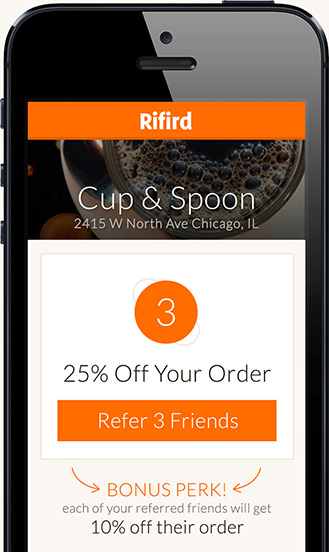 Rifird
Cup & Spoon
2415 W North Ave Chicago, IL
3
25% Off Your Order
Refer 3 Friends
BONUS PERK!
each of your referred friends will get
10% off their order